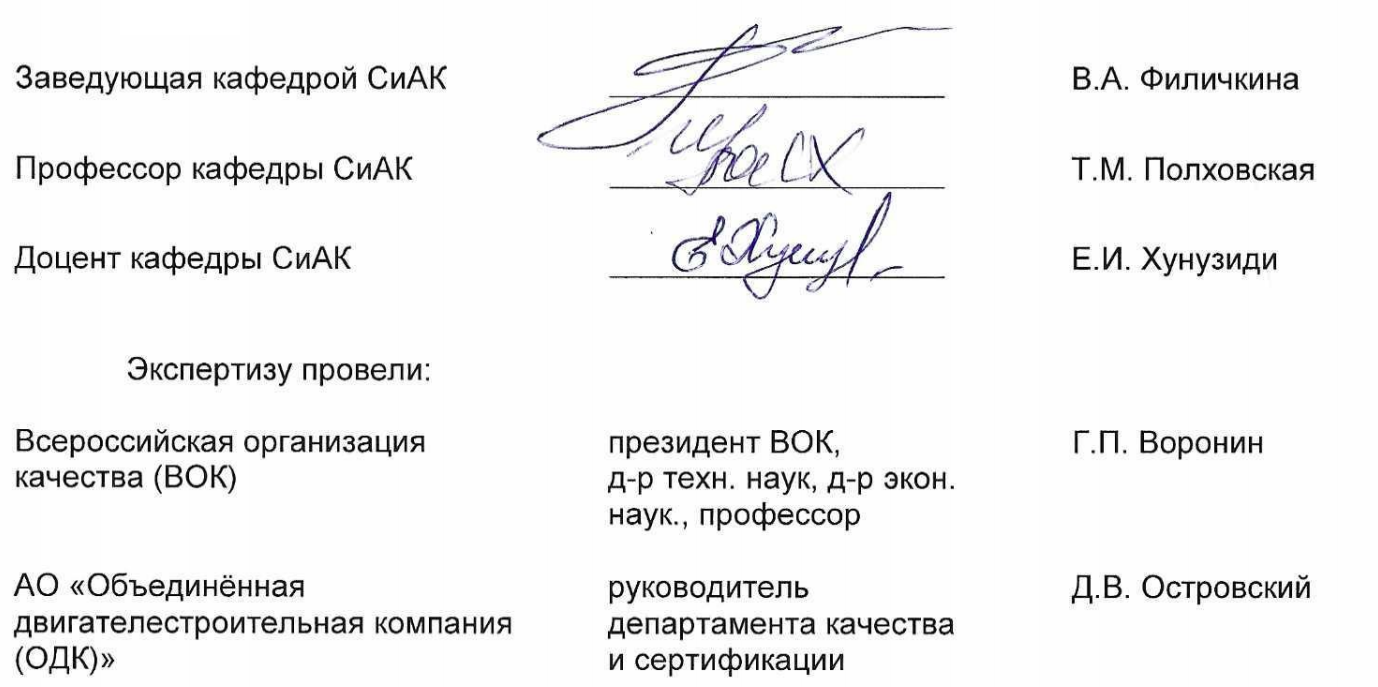 Заведующая кафедрой СиАК В.А. Филичкина
Профессор кафедры СиАК Т.М. Полховская
Доцент кафедры СиАК Е.И. Хунузиди
Экспертизу провели:
Всероссийская организация президент ВОК, Г.П. Воронин
качества (ВОК) д-р техн. наук, д-р экон.
наук., профессор
АО «Объединённая руководитель Д.В. Островский
двигателестроительная компания департамента качества
(ОДК)» и сертификации